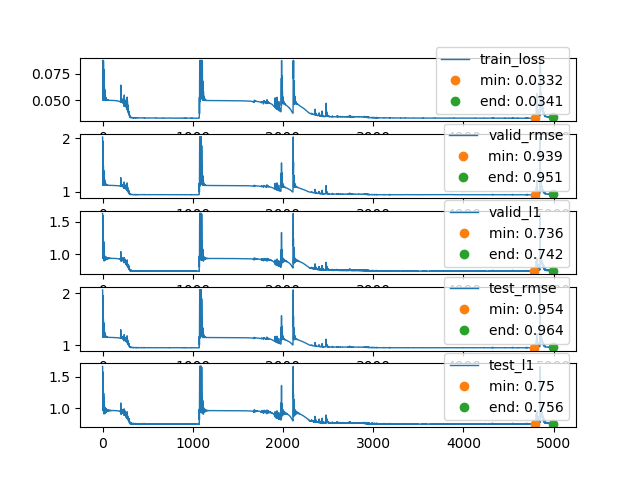 0.075
0.050
train_loss
min: 0.0332
end: 0.0341
2
1
valid_rmse
min: 0.939
end: 0.951
1.5
1.0
valid_l1
min: 0.736
end: 0.742
2
1
test_rmse
min: 0.954
end: 0.964
1.5
1.0
test_l1
min: 0.75
end: 0.756
0 1000 2000 3000 4000 5000